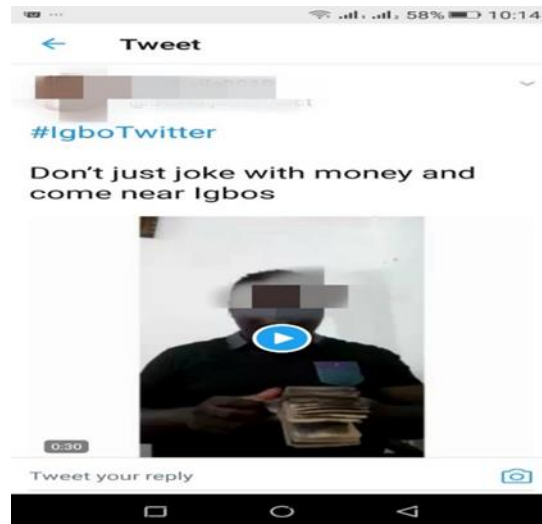 58% 10:14
Tweet
#IgboTwitter
Don't just joke with money and
come near Igbos
0:30
Tweet your reply